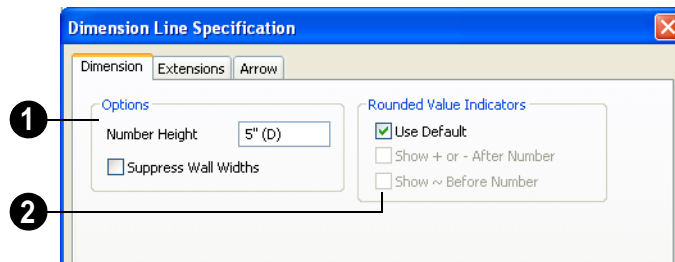 Dimension Line Specification
Dimension Extensions Arrow
Options
Number Height 5" (D)
Suppress Wall Widths
Rounded Value Indicators
Use Default
Show + or - After Number
Show ~ Before Number
1
2